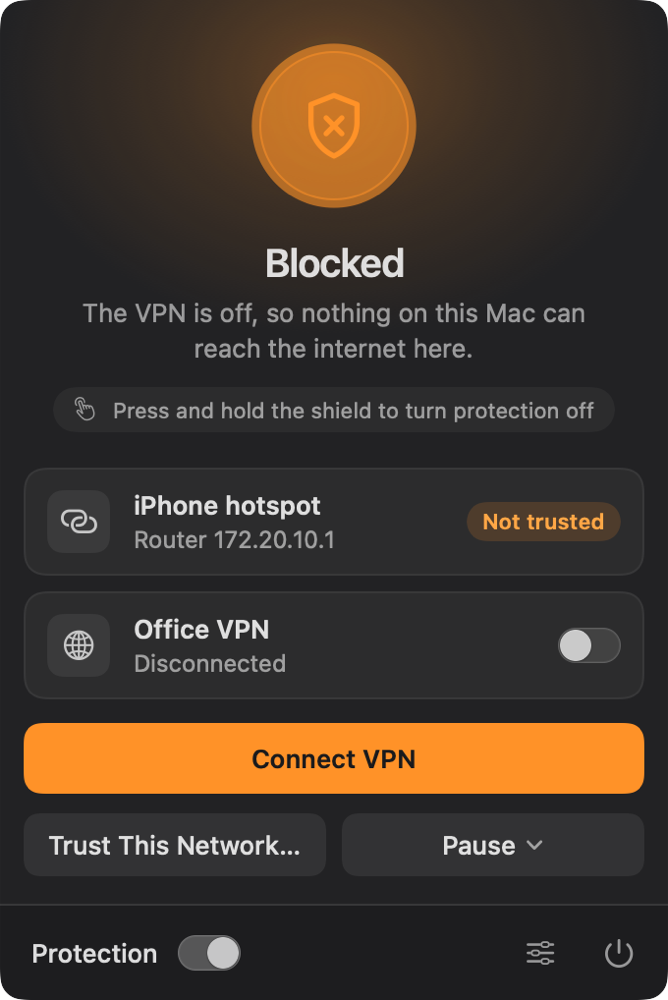 Blocked
The VPN is off, so nothing on this Mac can
reach the internet here.
Press and hold the shield to turn protection off
iPhone hotspot
Router 172.20.10.1
Not trusted
Office VPN
Disconnected
Connect VPN
Trust This Network...
Pause
Protection